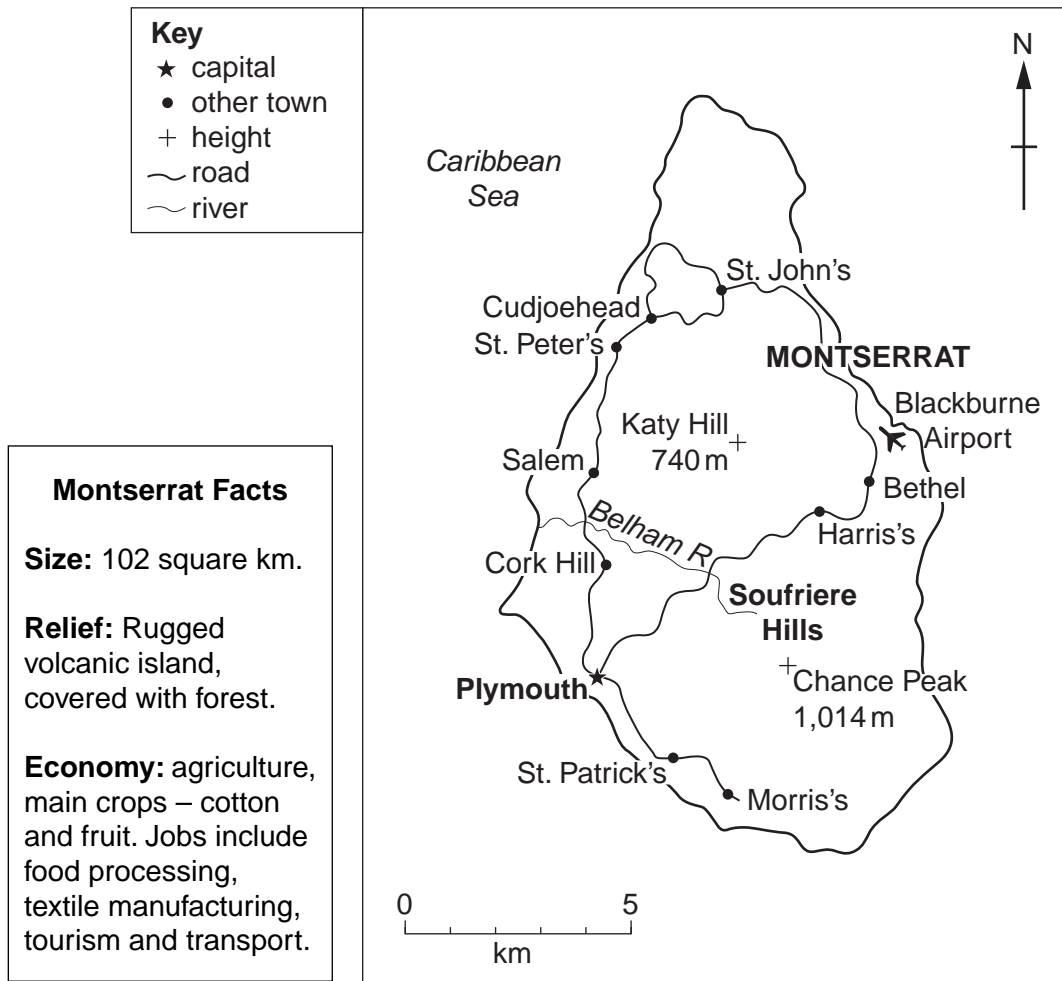 Key
capital
other town
height
road
river
N
Caribbean
Sea
St. John’s
Cudjoehead
St. Peter’s
MONTSERRAT
Blackburne
Airport
Katy Hill
740 m
Salem
Bethel
Belham R
Harris’s
Cork Hill
Soufriere
Hills
Plymouth
Chance Peak
1,014 m
St. Patrick’s
Morris’s
0 5
km
Montserrat Facts
Size: 102 square km.
Relief: Rugged
volcanic island,
covered with forest.
Economy: agriculture,
main crops – cotton
and fruit. Jobs include
food processing,
textile manufacturing,
tourism and transport.